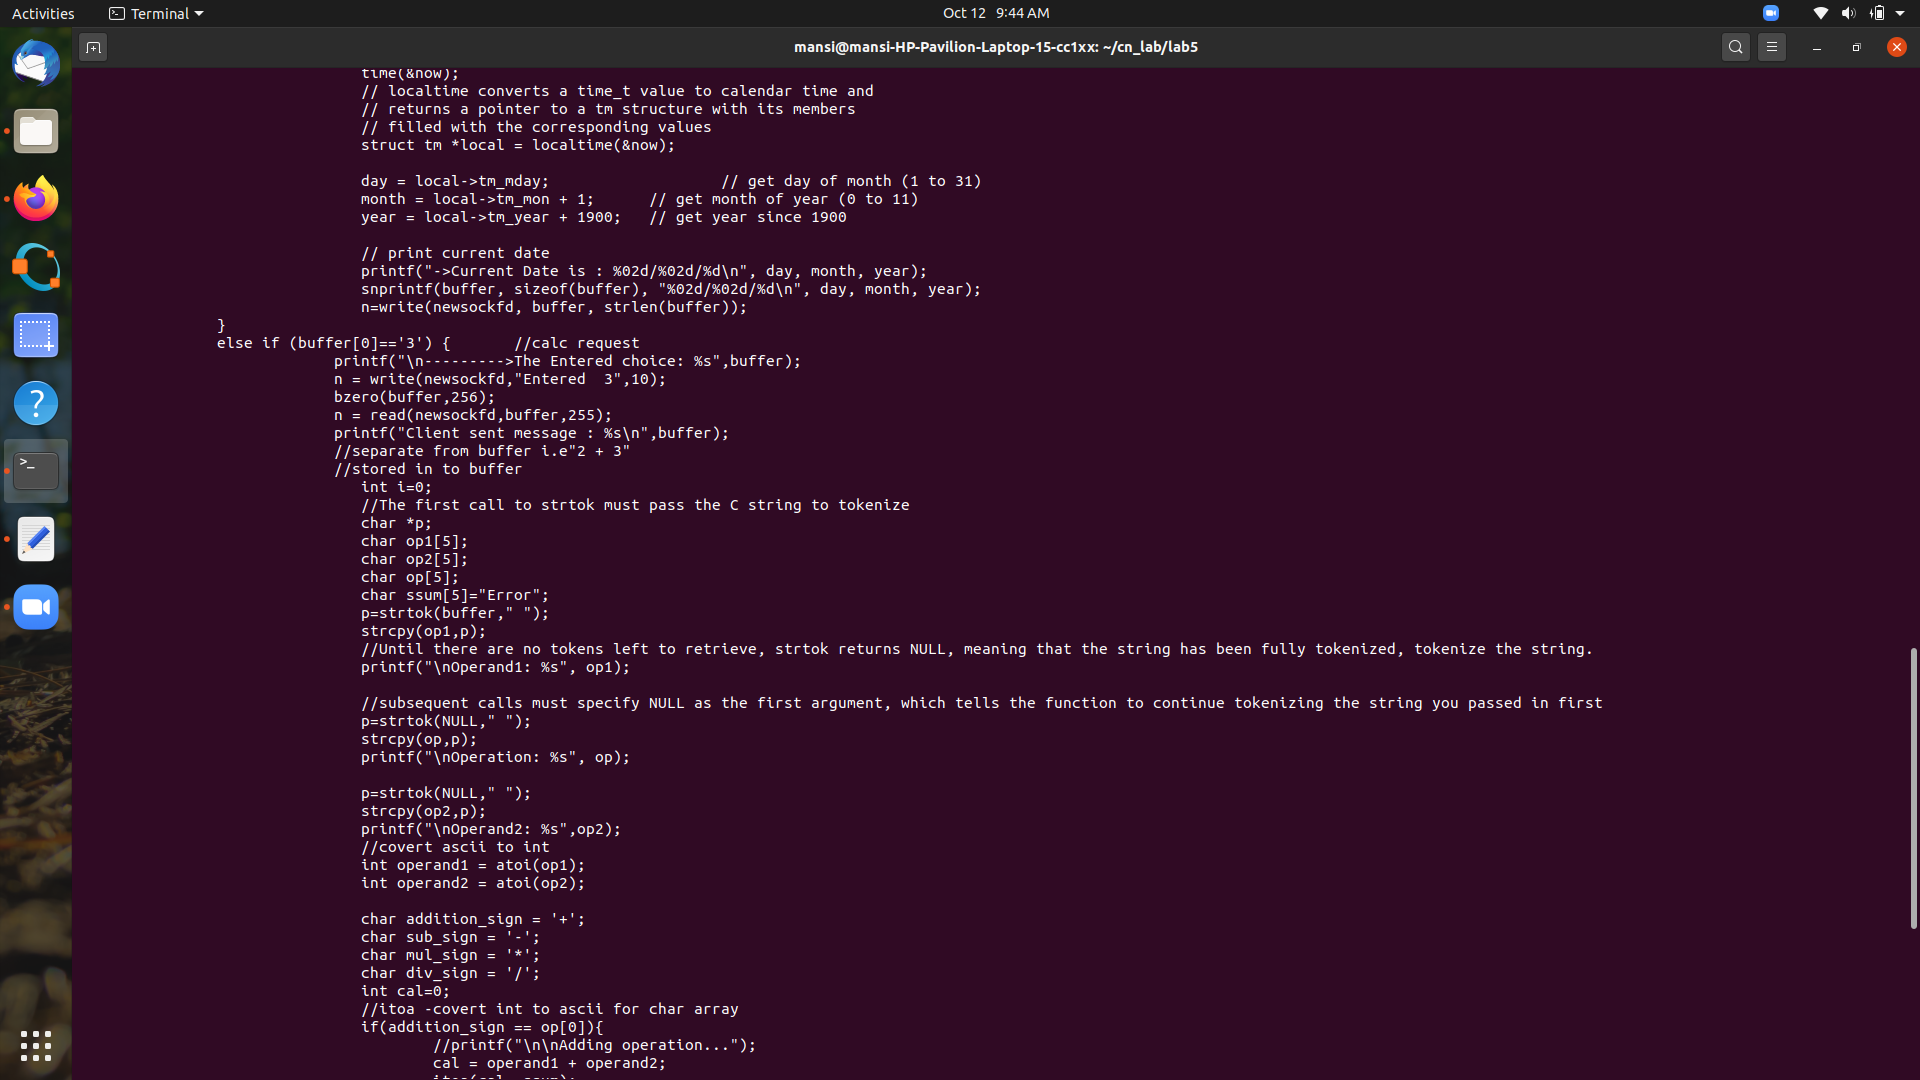 Activities
Terminal
Oct 12 9:44 AM
mansi@mansi-HP-Pavilion-Laptop-15-cc1xx: ~/cn_lab/lab5
time(&now);
// localtime converts a time_t value to calendar time and
// returns a pointer to a tm structure with its members
// filled with the corresponding values
struct tm *local = localtime(&now);
day = local->tm_mday; // get day of month (1 to 31)
month = local->tm_mon + 1; // get month of year (0 to 11)
year = local->tm_year + 1900; // get year since 1900
// print current date
printf("->Current Date is : %02d/%02d/%d\n", day, month, year);
snprintf(buffer, sizeof(buffer), "%02d/%02d/%d\n", day, month, year);
n=write(newsockfd, buffer, strlen(buffer));
}
else if (buffer[0]=='3') { //calc request
printf("\n--------->The Entered choice: %s",buffer);
n = write(newsockfd,"Entered  3",10);
bzero(buffer,256);
n = read(newsockfd,buffer,255);
printf("Client sent message : %s\n",buffer);
//separate from buffer i.e"2 + 3"
//stored in to buffer
int i=0;
//The first call to strtok must pass the C string to tokenize
char *p;
char op1[5];
char op2[5];
char op[5];
char ssum[5]="Error";
p=strtok(buffer," ");
strcpy(op1,p);
//Until there are no tokens left to retrieve, strtok returns NULL, meaning that the string has been fully tokenized, tokenize the string.
printf("\nOperand1: %s", op1);
//subsequent calls must specify NULL as the first argument, which tells the function to continue tokenizing the string you passed in first
p=strtok(NULL," ");
strcpy(op,p);
printf("\nOperation: %s", op);
p=strtok(NULL," ");
strcpy(op2,p);
printf("\nOperand2: %s",op2);
//covert ascii to int
int operand1 = atoi(op1);
int operand2 = atoi(op2);
char addition_sign = '+';
char sub_sign = '-';
char mul_sign = '*';
char div_sign = '/';
int cal=0;
//itoa -covert int to ascii for char array
if(addition_sign == op[0]){
//printf("\n\nAdding operation...");
cal = operand1 + operand2;